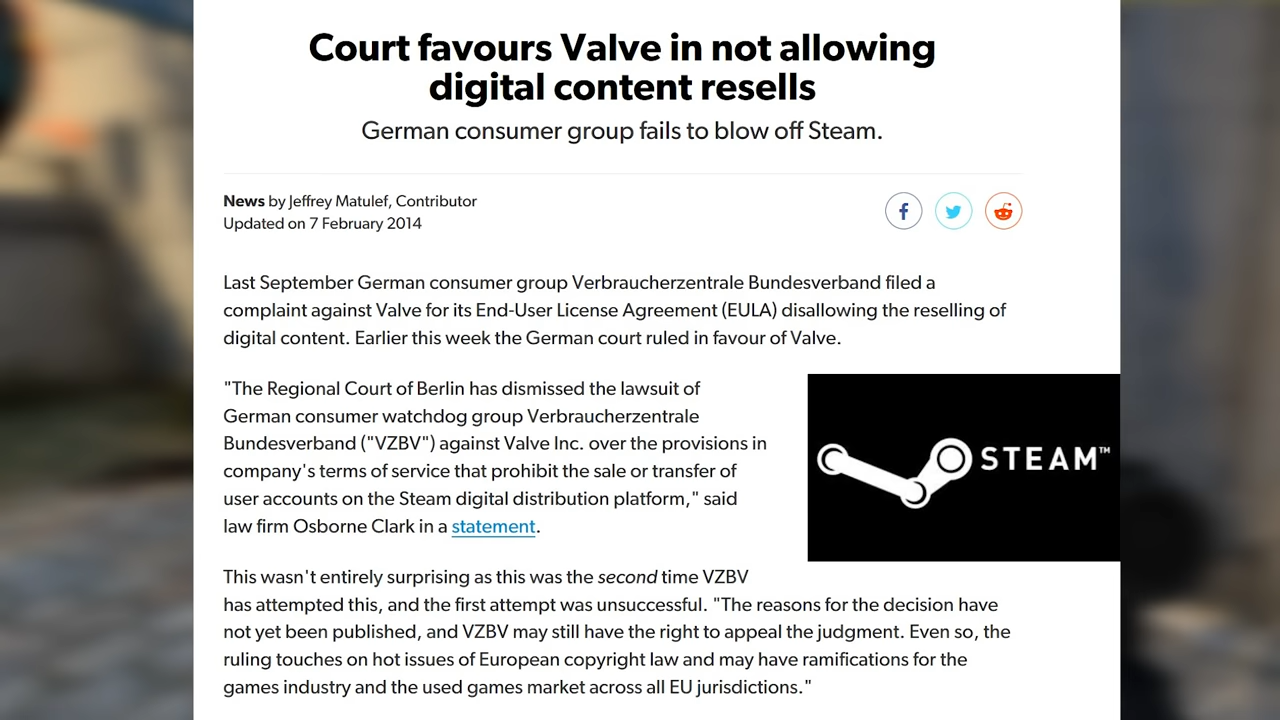 Court favours Valve in not allowing
digital content resells
German consumer group fails to blow off Steam.
News by Jeffrey Matulef, Contributor
Updated on 7 February 2014
Last September German consumer group Verbraucherzentrale Bundesverband filed a
complaint against Valve for its End-User License Agreement (EULA) disallowing the reselling of
digital content. Earlier this week the German court ruled in favour of Valve.
"The Regional Court of Berlin has dismissed the lawsuit of
German consumer watchdog group Verbraucherzentrale
Bundesverband ("VZBV") against Valve Inc. over the provisions in
company's terms of service that prohibit the sale or transfer of
user accounts on the Steam digital distribution platform," said
law firm Osborne Clark in a statement.
STEAM™
This wasn't entirely surprising as this was the second time VZBV
has attempted this, and the first attempt was unsuccessful. "The reasons for the decision have
not yet been published, and VZBV may still have the right to appeal the judgment. Even so, the
ruling touches on hot issues of European copyright law and may have ramifications for the
games industry and the used games market across all EU jurisdictions."